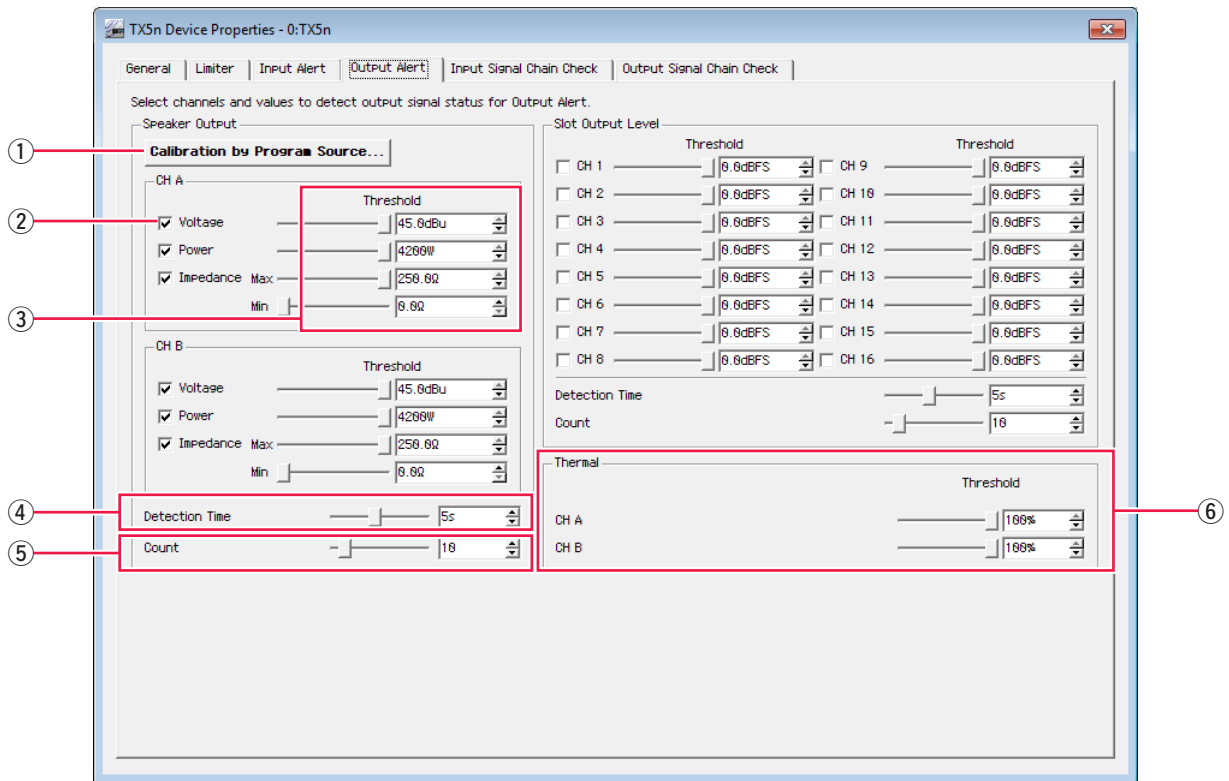 TX5n Device Properties - 0:TX5n
General Limiter Input Alert Output Alert Input Signal Chain Check Output Signal Chain Check
Select channels and values to detect output signal status for Output Alert.
Speaker Output
① Calibration by Program Source...
CH A
Threshold
② Voltage 45.0dBu
Power 4200W
Impedance Max 250.0Ω
③ Min 0.0Ω
CH B
Threshold
Voltage 45.0dBu
Power 4200W
Impedance Max 250.0Ω
Min 0.0Ω
④ Detection Time 5s
⑤ Count 10
Slot Output Level
Threshold Threshold
CH 1 0.0dBFS CH 9 0.0dBFS
CH 2 0.0dBFS CH 10 0.0dBFS
CH 3 0.0dBFS CH 11 0.0dBFS
CH 4 0.0dBFS CH 12 0.0dBFS
CH 5 0.0dBFS CH 13 0.0dBFS
CH 6 0.0dBFS CH 14 0.0dBFS
CH 7 0.0dBFS CH 15 0.0dBFS
CH 8 0.0dBFS CH 16 0.0dBFS
Detection Time 5s
Count 10
Thermal
Threshold
⑥
CH A 100%
CH B 100%